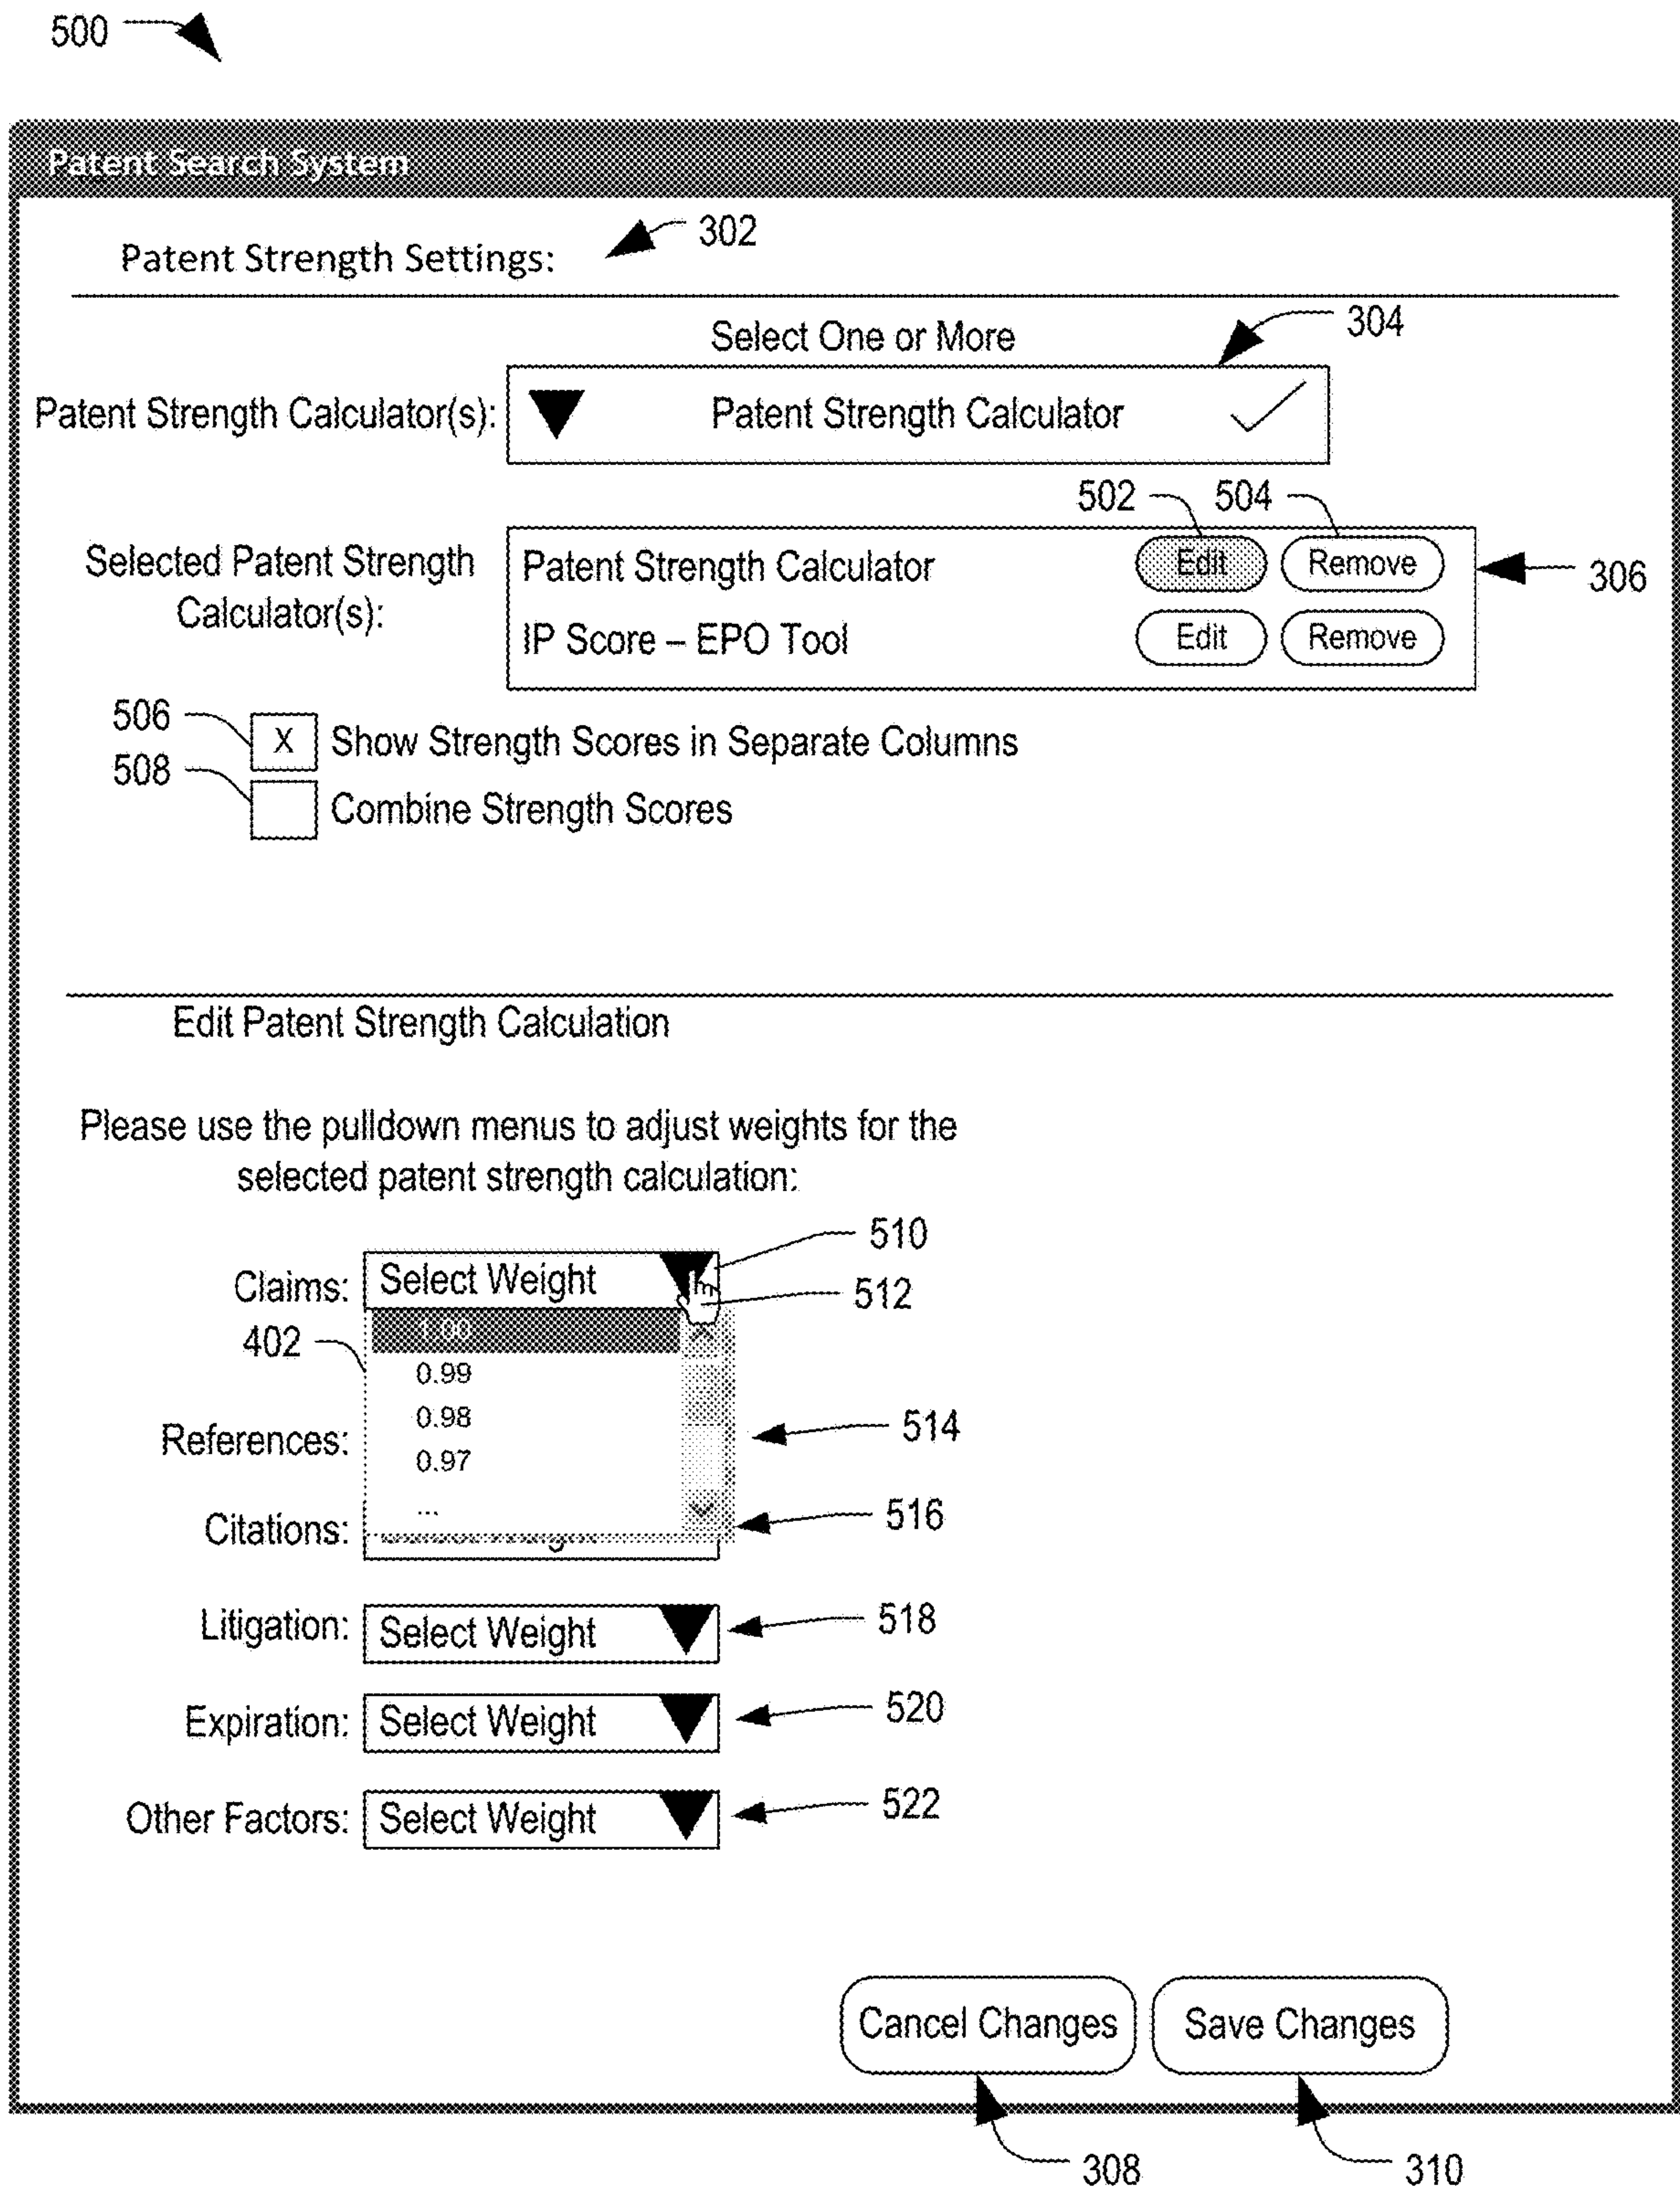 500
Patent Search System
Patent Strength Settings:
302
Select One or More
304
Patent Strength Calculator(s):
Patent Strength Calculator
502
504
Selected Patent Strength
Calculator(s):
Patent Strength Calculator
Edit
Remove
306
IP Score – EPO Tool
Edit
Remove
506
X
Show Strength Scores in Separate Columns
508
Combine Strength Scores
Edit Patent Strength Calculation
Please use the pulldown menus to adjust weights for the
selected patent strength calculation:
510
Claims:
Select Weight
512
402
1.00
0.99
0.98
References:
514
0.97
...
Citations:
516
Litigation:
Select Weight
518
Expiration:
Select Weight
520
Other Factors:
Select Weight
522
Cancel Changes
Save Changes
308
310